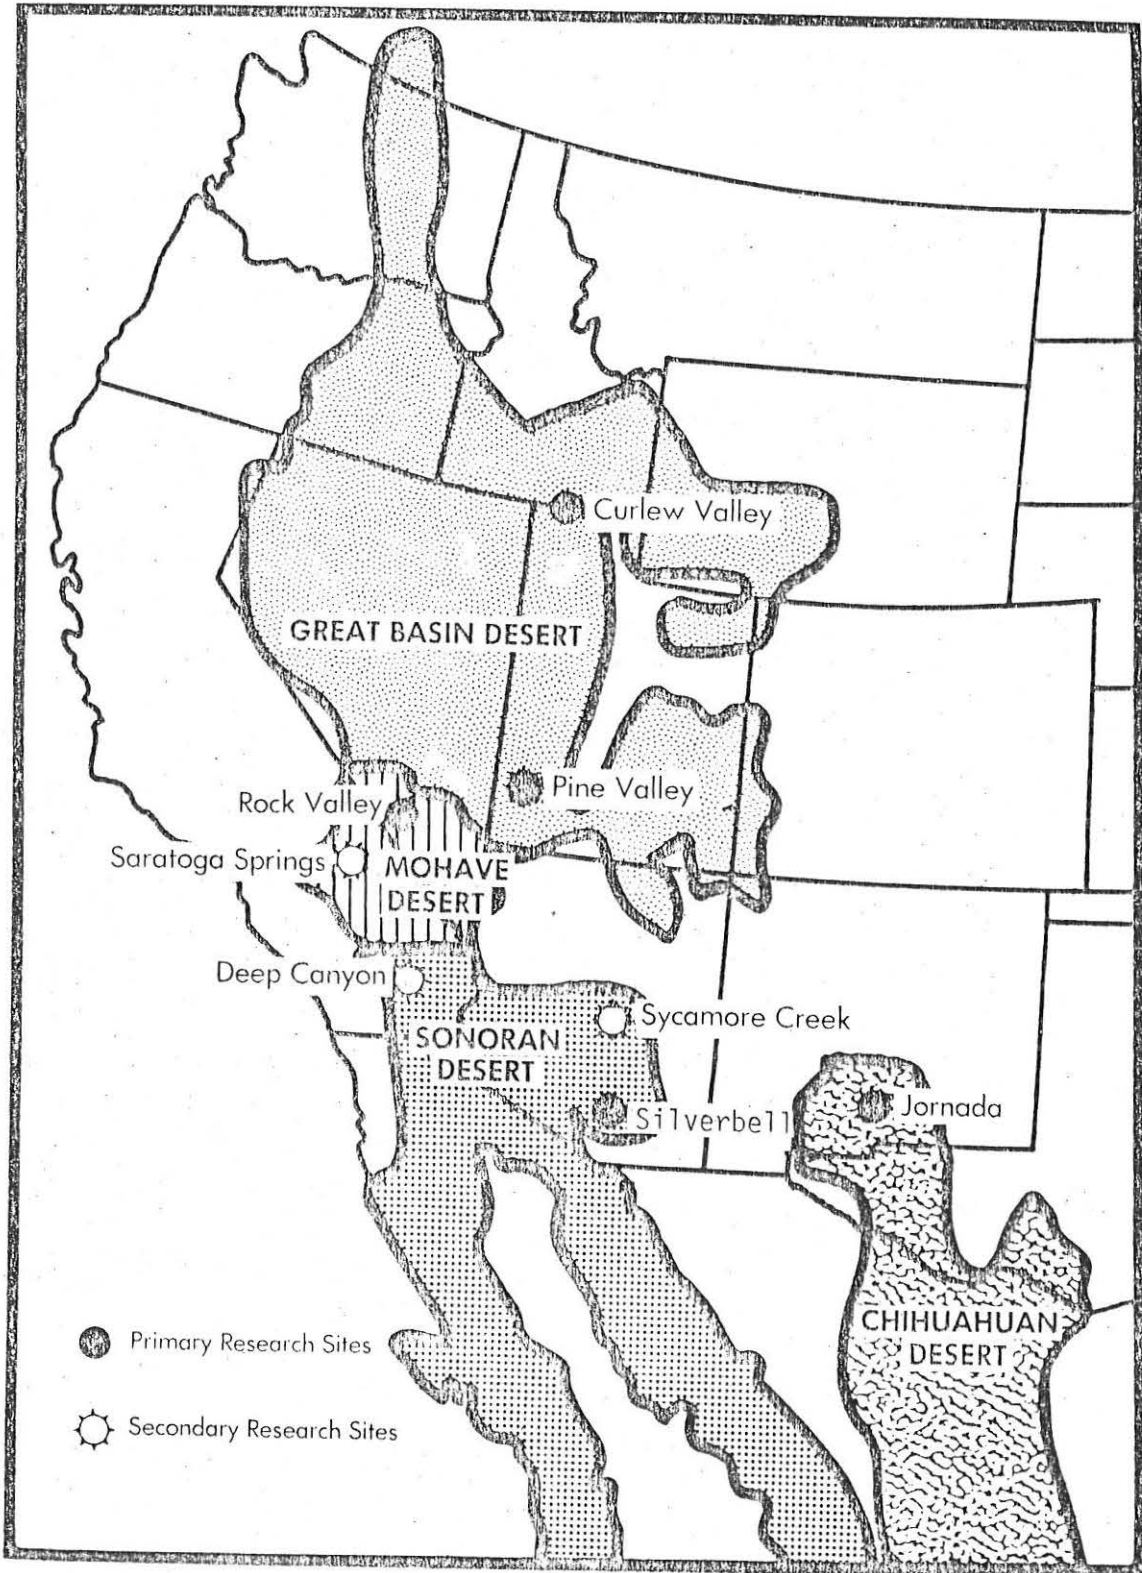 Curlew Valley
GREAT BASIN DESERT
Pine Valley
Rock Valley
Saratoga Springs
MOHAVE
DESERT
Deep Canyon
Sycamore Creek
SONORAN
DESERT
Silverbell
Jornada
CHIHUAHUAN
DESERT
Primary Research Sites
Secondary Research Sites